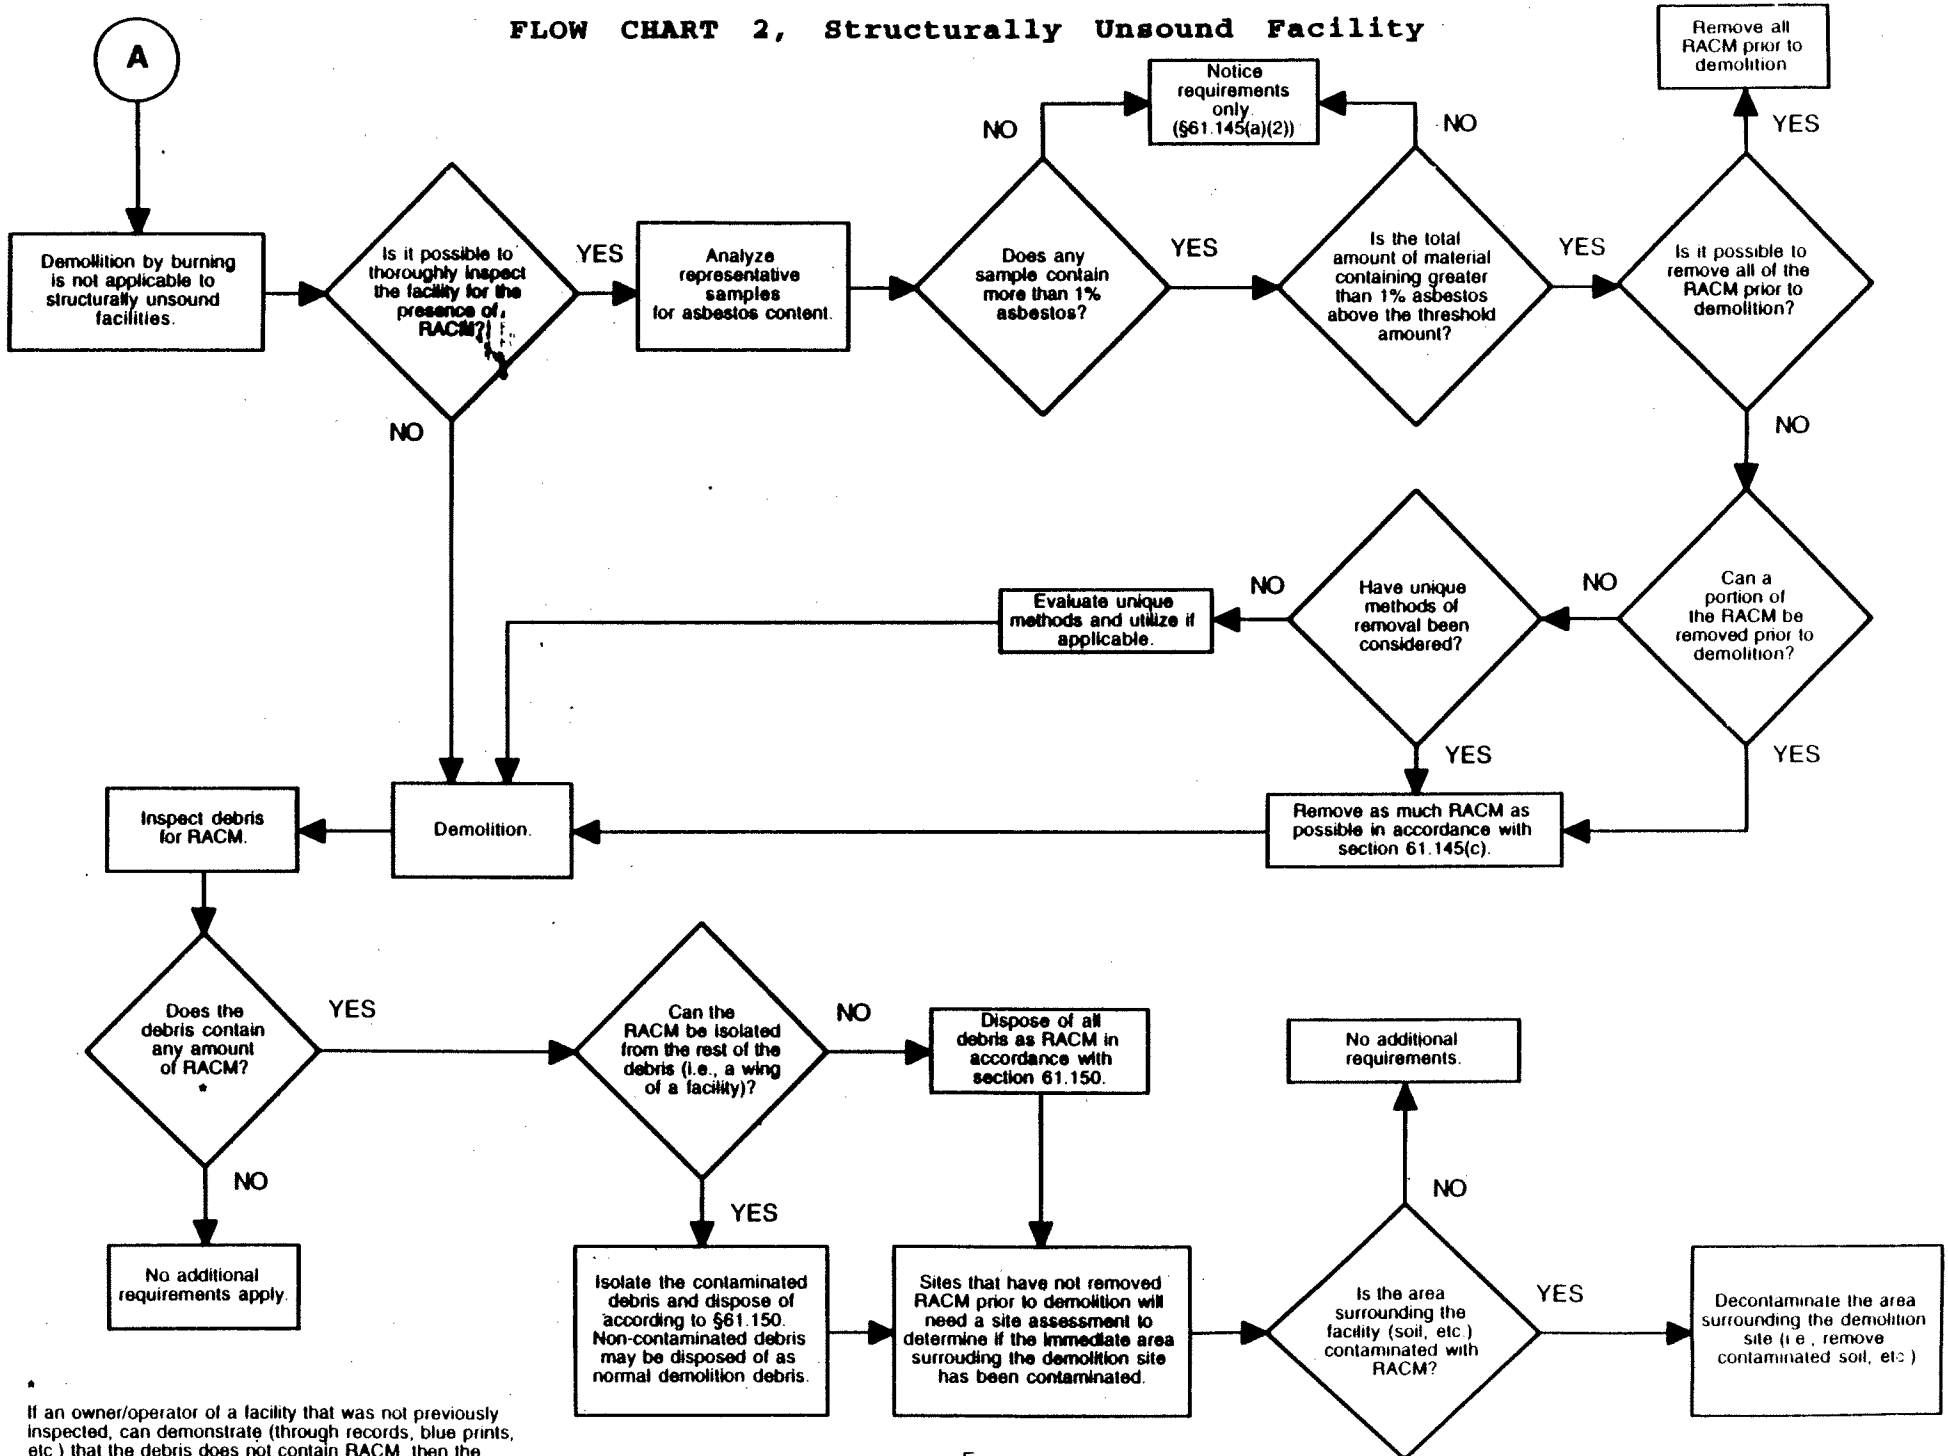 FLOW CHART 2, Structurally Unsound Facility
A
Remove all
RACM prior to
demolition
Notice
requirements
only
(§61.145(a)(2))
NO
NO
YES
Demolition by burning
is not applicable to
structurally unsound
facilities.
Is it possible to
thoroughly inspect
the facility for the
presence of
RACM?
YES
Analyze
representative
samples
for asbestos content.
Does any
sample contain
more than 1%
asbestos?
YES
Is the total
amount of material
containing greater
than 1% asbestos
above the threshold
amount?
YES
Is it possible to
remove all of the
RACM prior to
demolition?
NO
NO
Can a
portion of
the RACM be
removed prior to
demolition?
NO
Have unique
methods of
removal been
considered?
NO
Evaluate unique
methods and utilize if
applicable.
YES
YES
Remove as much RACM as
possible in accordance with
section 61.145(c).
Demolition.
Inspect debris
for RACM.
Does the
debris contain
any amount
of RACM?
*
YES
NO
No additional
requirements apply.
Can the
RACM be isolated
from the rest of the
debris (i.e., a wing
of a facility)?
NO
Dispose of all
debris as RACM in
accordance with
section 61.150.
YES
Isolate the contaminated
debris and dispose of
according to §61.150.
Non-contaminated debris
may be disposed of as
normal demolition debris.
Sites that have not removed
RACM prior to demolition will
need a site assessment to
determine if the immediate area
surrouding the demolition site
has been contaminated.
No additional
requirements.
NO
Is the area
surrounding the
facility (soil, etc.)
contaminated with
RACM?
YES
Decontaminate the area
surrounding the demolition
site (i.e., remove
contaminated soil, etc.)
*
If an owner/operator of a facility that was not previously
inspected, can demonstrate (through records, blue prints,
etc.) that the debris does not contain RACM, then the